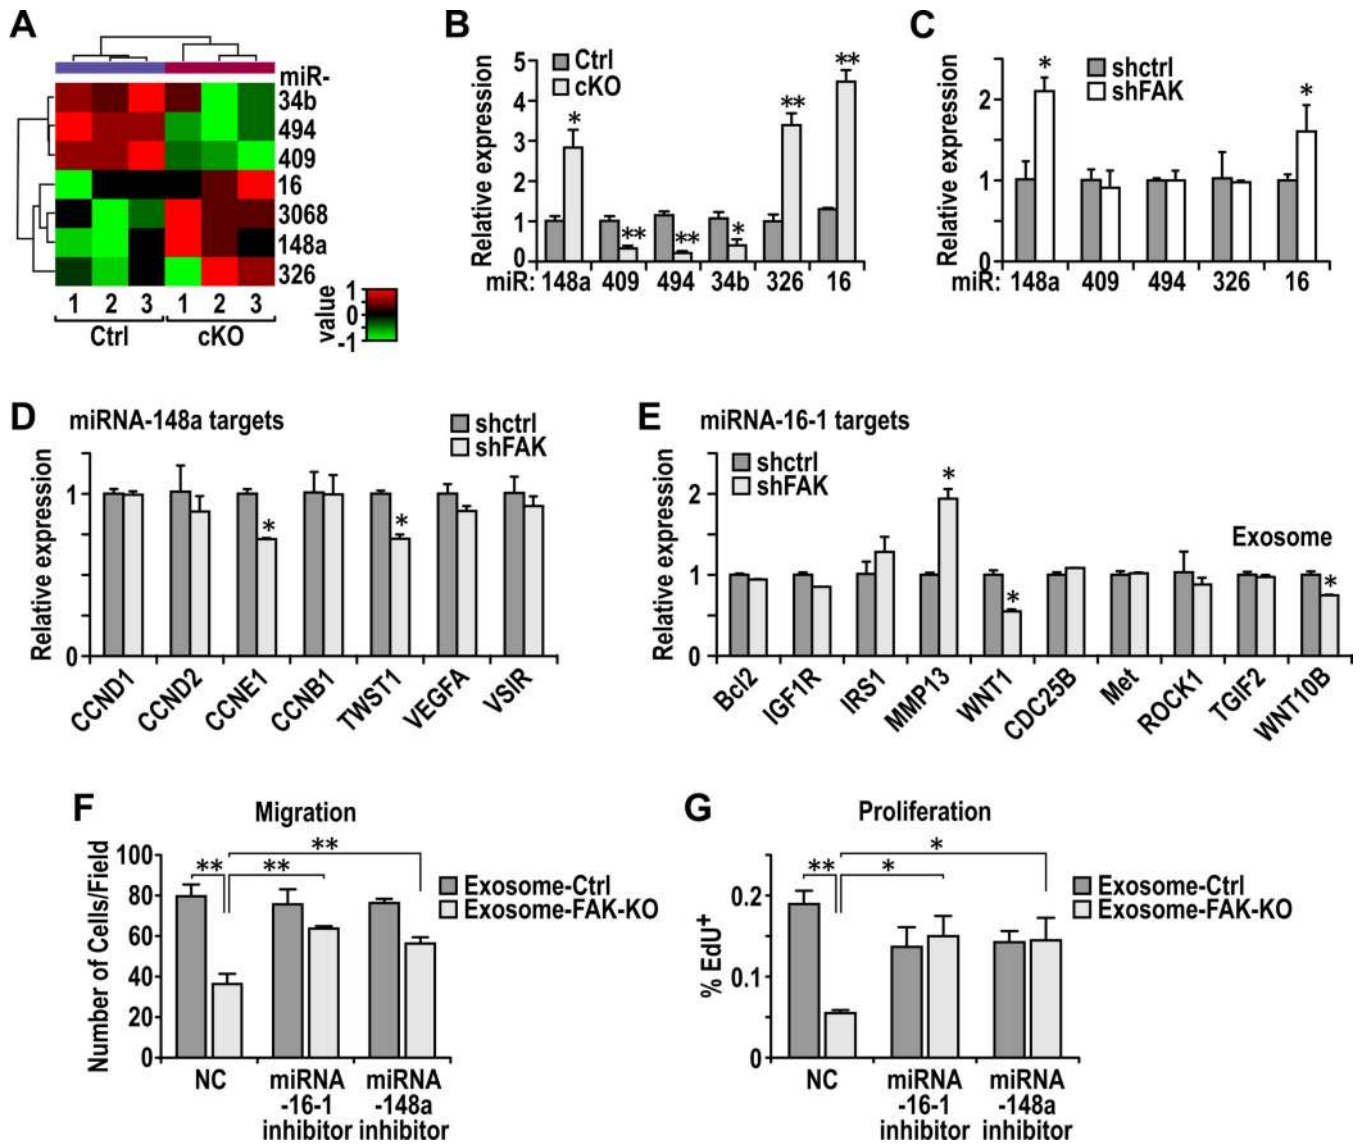 A
miR-
34b
494
409
16
3068
148a
326
1 2 3 1 2 3
Ctrl cKO
value
1
0
-1
B
Relative expression
5
4
3
2
1
0
Ctrl
cKO
*
**
**
*
**
**
miR: 148a 409 494 34b 326 16
C
Relative expression
2
1
0
shctrl
shFAK
*
*
miR: 148a 409 494 326 16
D miRNA-148a targets
shctrl
shFAK
Relative expression
1
0
*
*
CCND1
CCND2
CCNE1
CCNB1
TWST1
VEGFA
VSIR
E miRNA-16-1 targets
shctrl
shFAK
Relative expression
2
1
0
*
*
*
Exosome
Bcl2
IGF1R
IRS1
MMP13
WNT1
CDC25B
Met
ROCK1
TGIF2
WNT10B
F Migration
Number of Cells/Field
100
80
60
40
20
0
**
**
**
Exosome-Ctrl
Exosome-FAK-KO
NC
miRNA
-16-1
inhibitor
miRNA
-148a
inhibitor
G Proliferation
% EdU+
0.2
0.1
0
**
*
*
Exosome-Ctrl
Exosome-FAK-KO
NC
miRNA
-16-1
inhibitor
miRNA
-148a
inhibitor